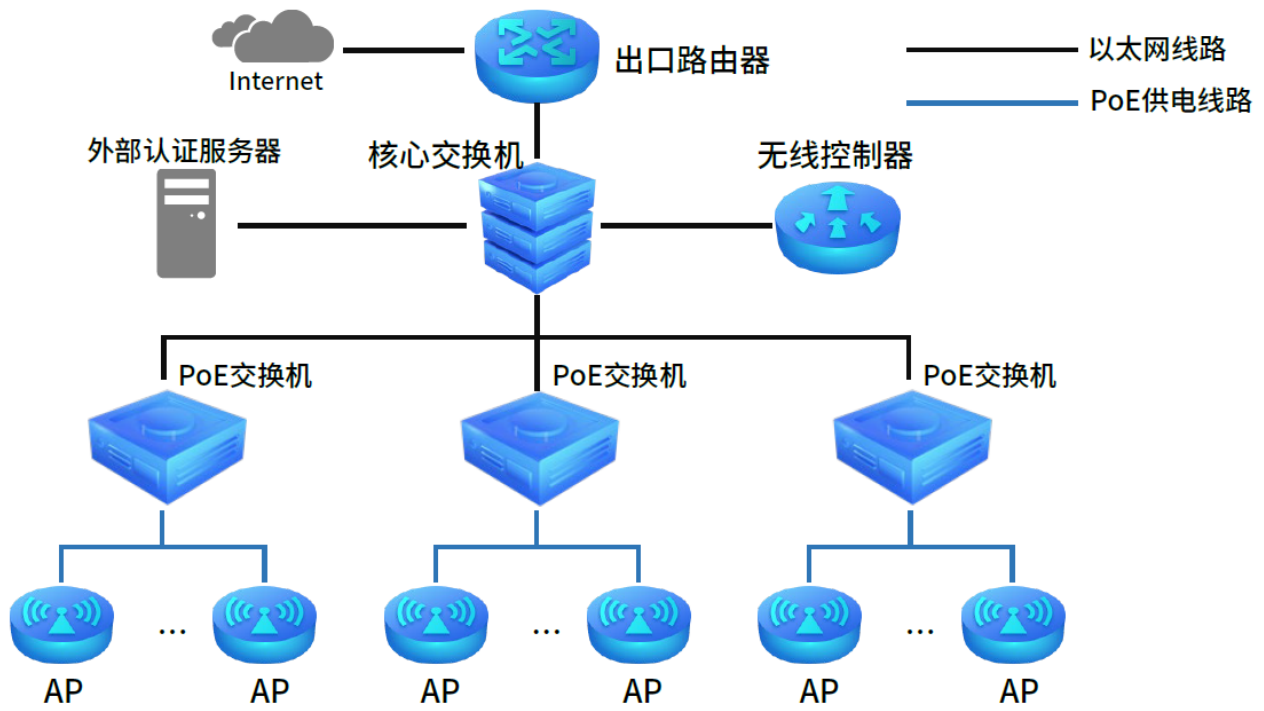 Internet
出口路由器
以太网线路
PoE供电线路
外部认证服务器
核心交换机
无线控制器
PoE交换机
PoE交换机
PoE交换机
...
...
...
AP
AP
AP
AP
AP
AP